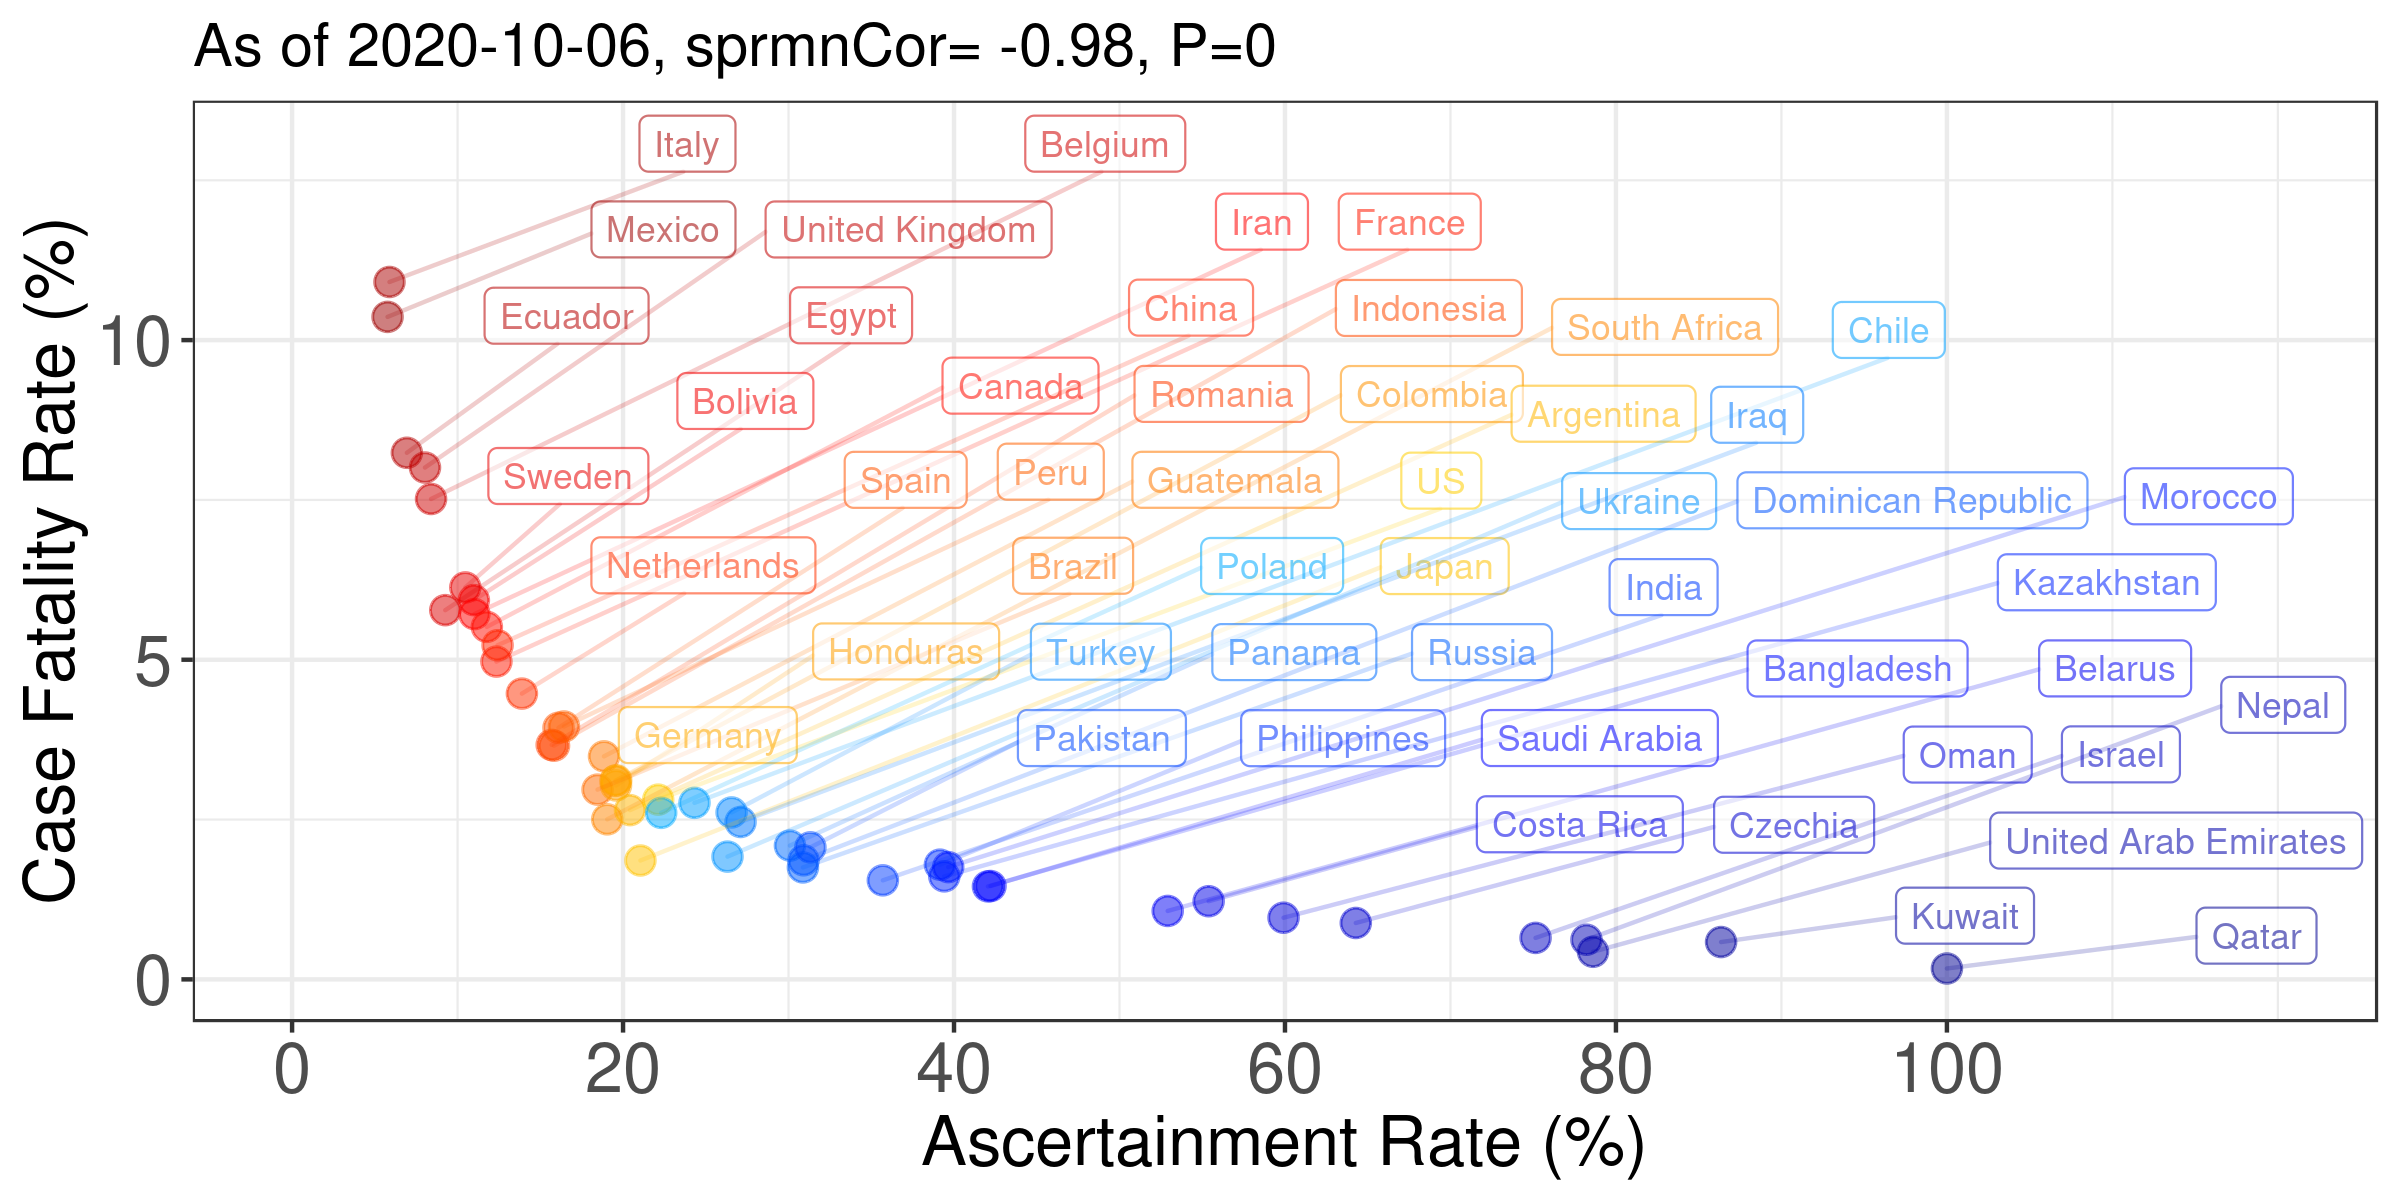 As of 2020-10-06, sprmnCor= -0.98, P=0
Case Fatality Rate (%)
10
5
0
Italy
Belgium
Mexico
United Kingdom
Iran
France
Ecuador
Egypt
China
Indonesia
South Africa
Chile
Bolivia
Canada
Romania
Colombia
Argentina
Iraq
Sweden
Spain
Peru
Guatemala
US
Ukraine
Dominican Republic
Morocco
Netherlands
Brazil
Poland
Japan
India
Kazakhstan
Honduras
Turkey
Panama
Russia
Bangladesh
Belarus
Nepal
Germany
Pakistan
Philippines
Saudi Arabia
Oman
Israel
Costa Rica
Czechia
United Arab Emirates
Kuwait
Qatar
0
20
40
60
80
100
Ascertainment Rate (%)